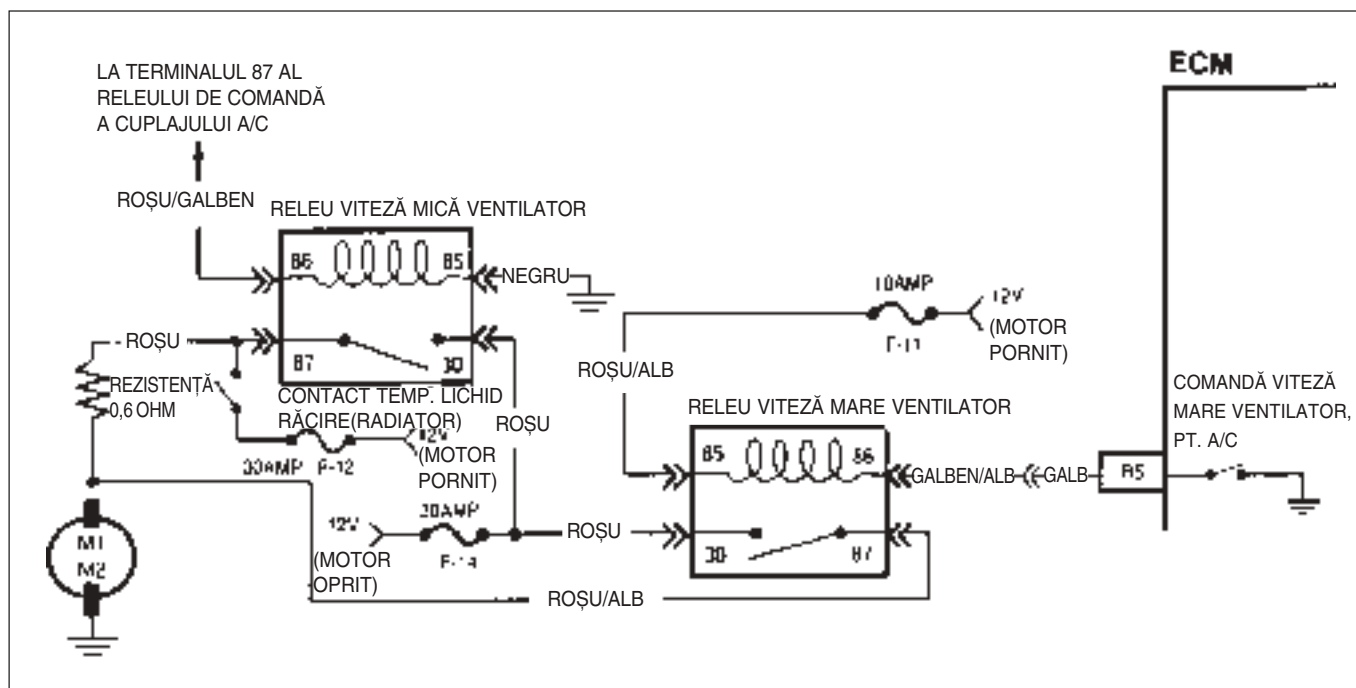 ECM
LA TERMINALUL 87 AL
RELEULUI DE COMANDĂ
A CUPLAJULUI A/C
ROȘU/GALBEN
RELEU VITEZĂ MICĂ VENTILATOR
86
85
NEGRU
10AMP
12V
(MOTOR
PORNIT)
ROȘU
87
30
ROȘU/ALB
REZISTENȚĂ
0,6 OHM
CONTACT TEMP. LICHID
RĂCIRE(RADIATOR)
ROȘU
RELEU VITEZĂ MARE VENTILATOR
COMANDĂ VITEZĂ
MARE VENTILATOR,
PT. A/C
12V
(MOTOR
PORNIT)
30AMP
85
86
GALBEN/ALB
GALB
12V
(MOTOR
OPRIT)
ROȘU
30
87
M1
M2
ROȘU/ALB